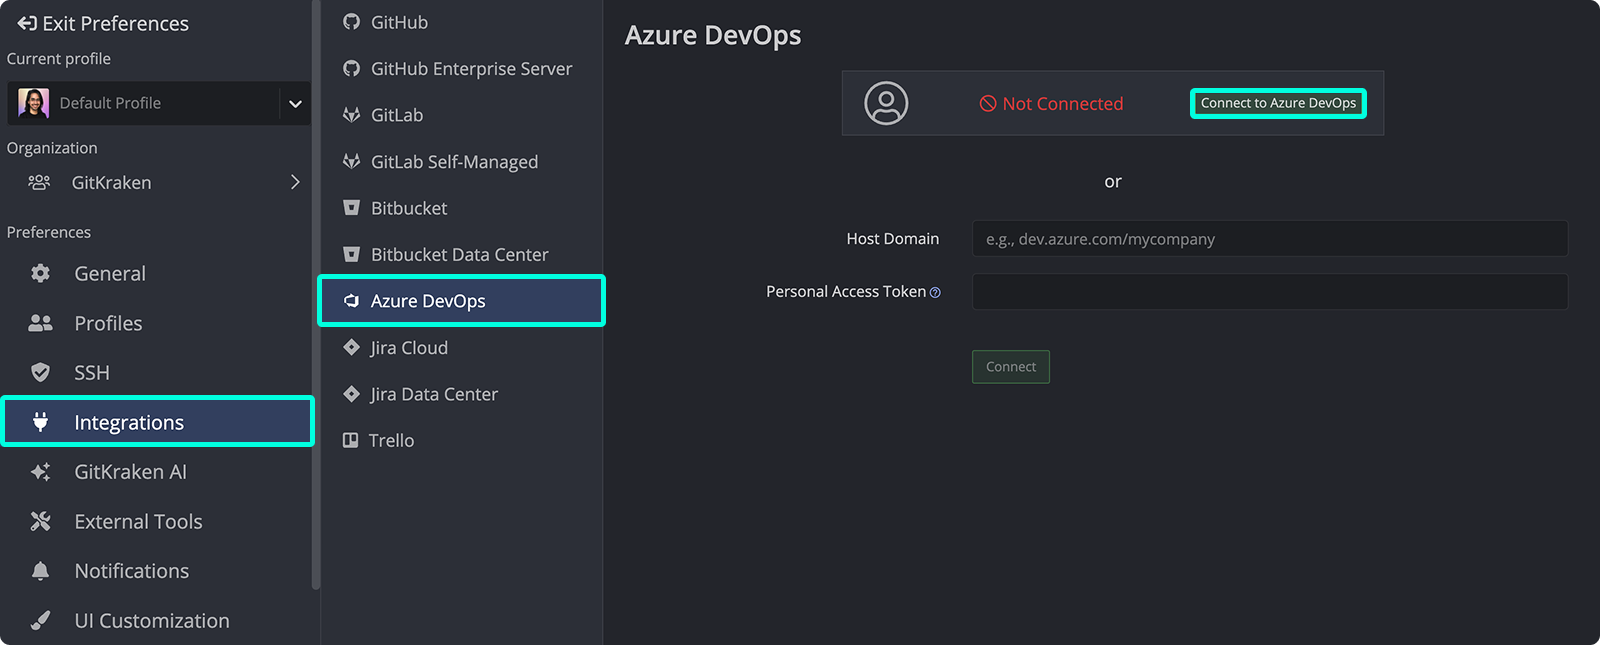 Exit Preferences
Current profile
Default Profile
Organization
GitKraken
Preferences
General
Profiles
SSH
Integrations
GitKraken AI
External Tools
Notifications
UI Customization
GitHub
GitHub Enterprise Server
GitLab
GitLab Self-Managed
Bitbucket
Bitbucket Data Center
Azure DevOps
Jira Cloud
Jira Data Center
Trello
Azure DevOps
Not Connected
Connect to Azure DevOps
or
Host Domain
e.g., dev.azure.com/mycompany
Personal Access Token
Connect